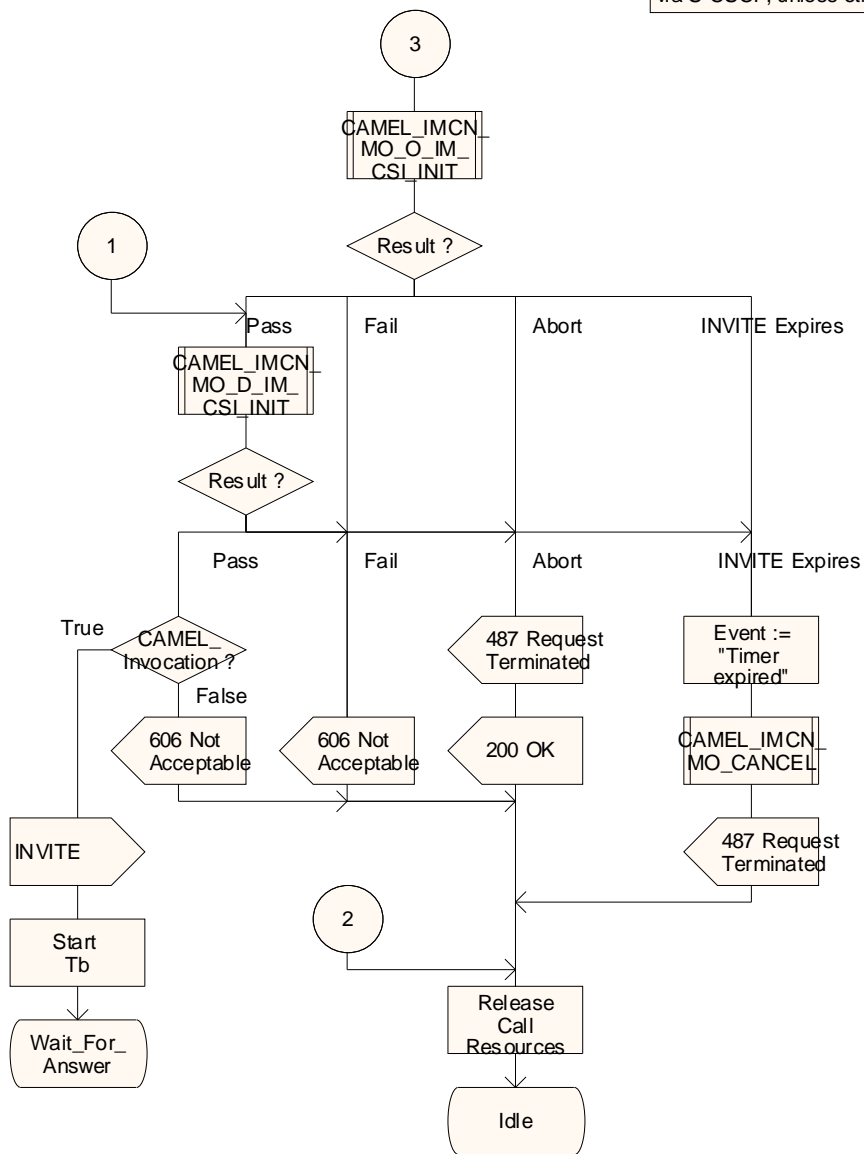 3
CAMEL_IMCN_
MO_O_IM_
CSI_INIT
Result ?
1
Pass
Fail
Abort
INVITE Expires
CAMEL_IMCN_
MO_D_IM_
CSI_INIT
Result ?
Pass
Fail
Abort
INVITE Expires
True
CAMEL_
Invocation ?
False
487 Request
Terminated
Event :=
"Timer
expired"
606 Not
Acceptable
606 Not
Acceptable
200 OK
CAMEL_IMCN_
MO_CANCEL
INVITE
487 Request
Terminated
2
Start
Tb
Release
Call
Resources
Wait_For_
Answer
Idle